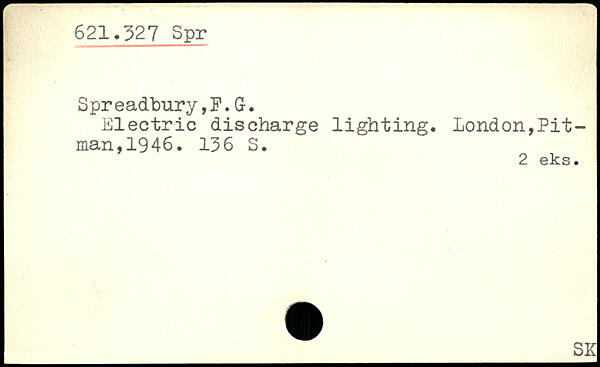 621.327 Spr
Spreadbury,F.G.
Electric discharge lighting. London,Pit-
man,1946. 136 S.
2 eks.
SK